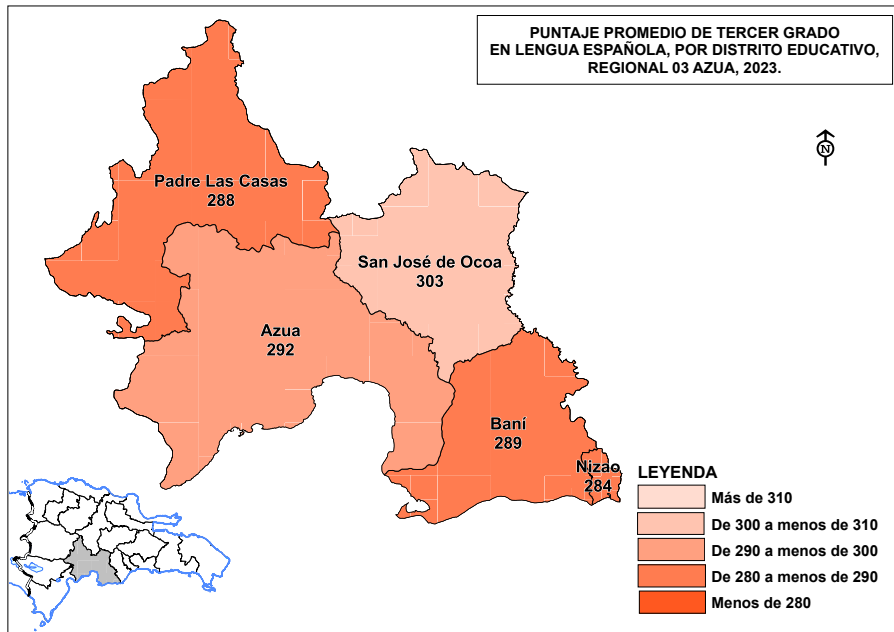 PUNTAJE PROMEDIO DE TERCER GRADO
EN LENGUA ESPAÑOLA, POR DISTRITO EDUCATIVO,
REGIONAL 03 AZUA, 2023.
N
Padre Las Casas
288
San José de Ocoa
303
Azua
292
Baní
289
Nizao
284
LEYENDA
Más de 310
De 300 a menos de 310
De 290 a menos de 300
De 280 a menos de 290
Menos de 280